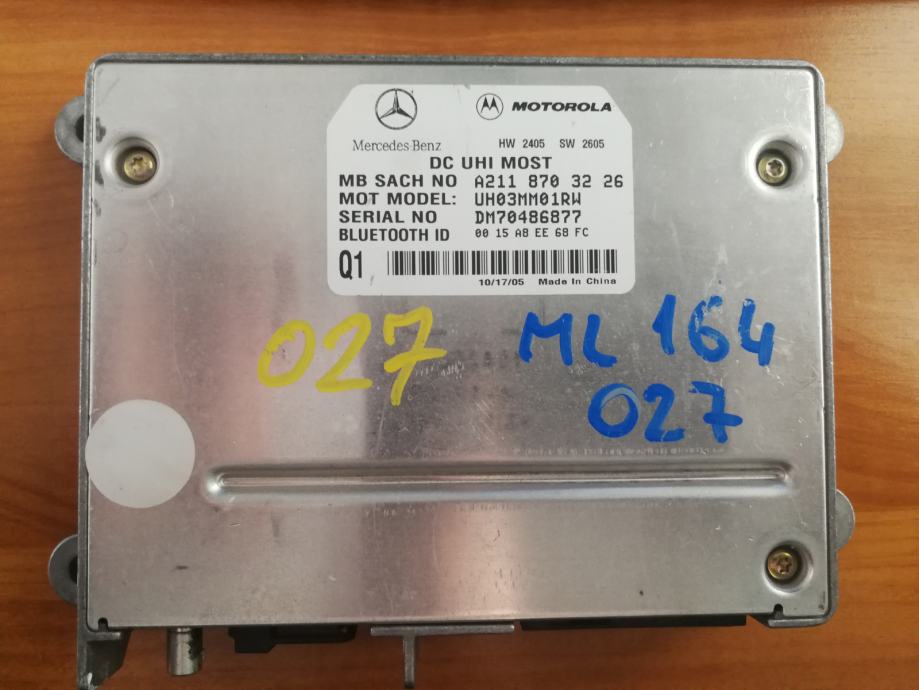 MOTOROLA
Mercedes-Benz HW 2405 SW 2605
DC UHI MOST
MB SACH NO A211 870 32 26
MOT MODEL: UH03MM01RW
SERIAL NO DM70486877
BLUETOOTH ID 00 15 A8 EE 68 FC
Q1
10/17/05 Made In China
027 ML 164
027